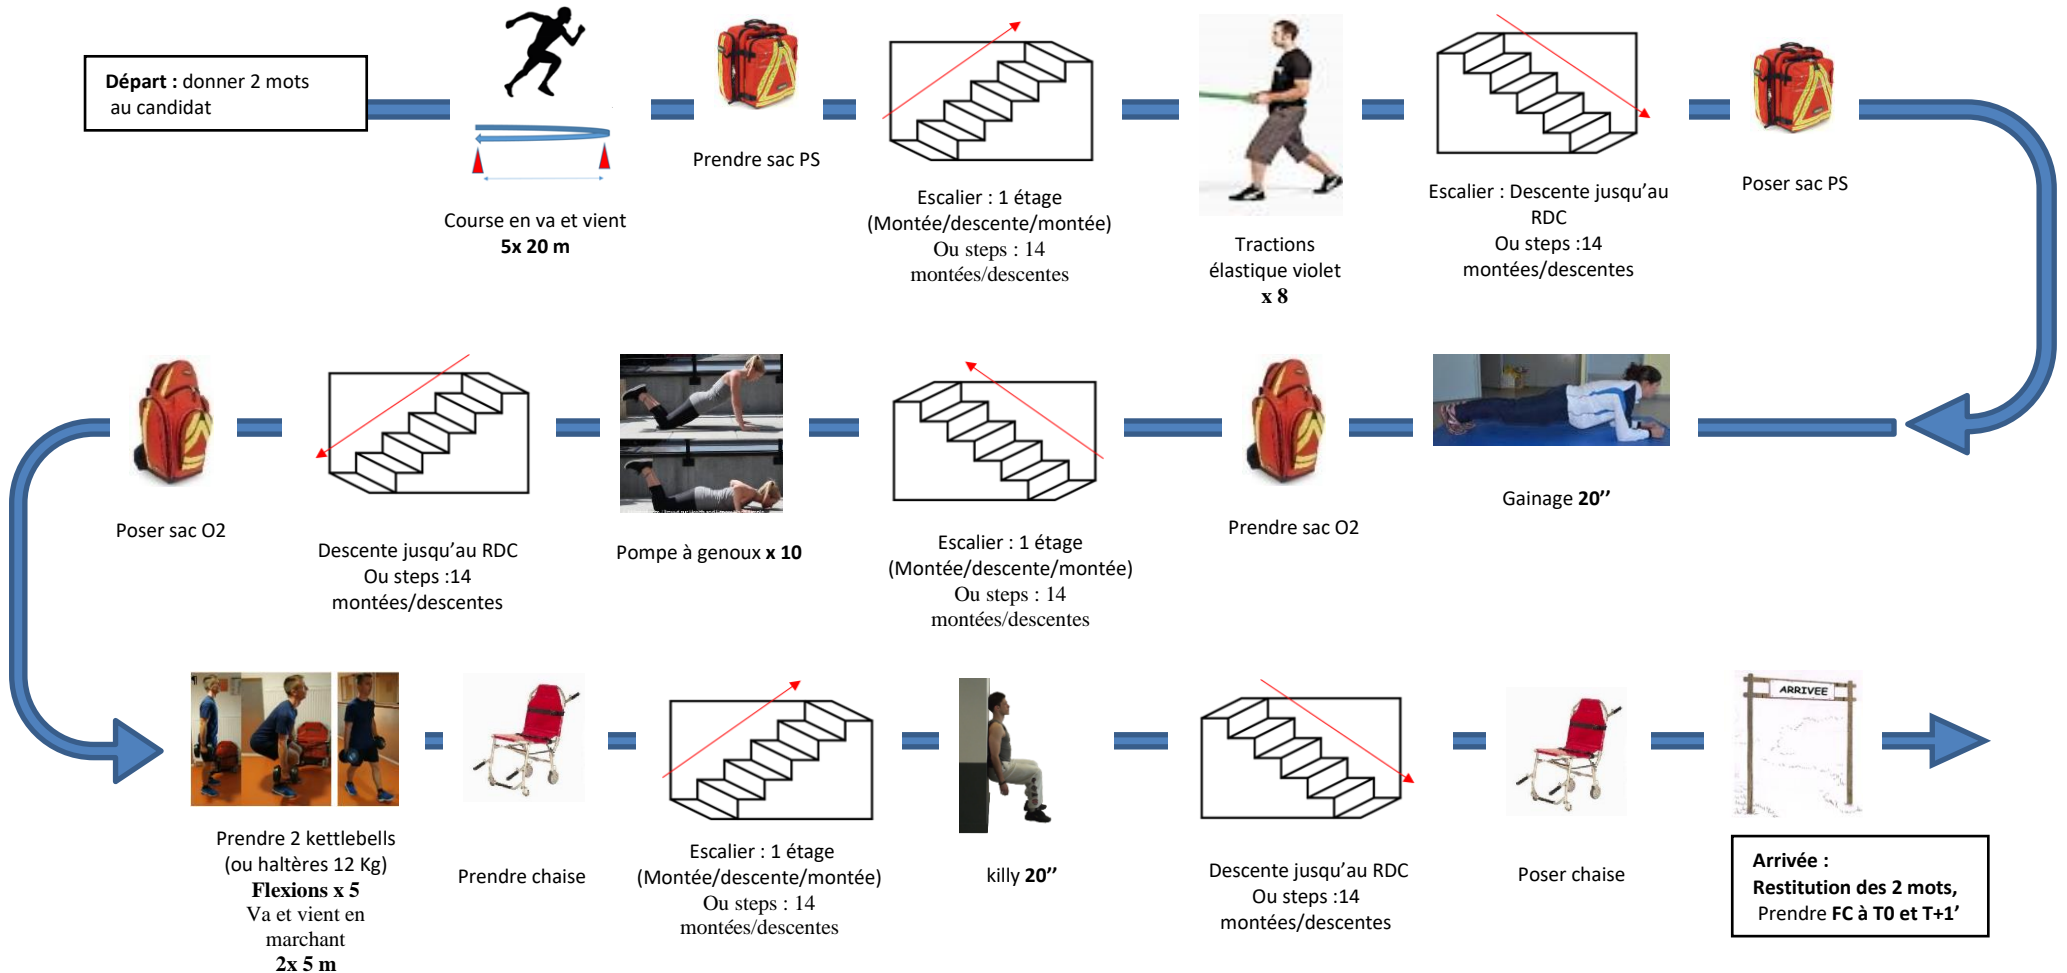 Départ : donner 2 mots
au candidat
Course en va et vient
5x 20 m
Prendre sac PS
Escalier : 1 étage
(Montée/descente/montée)
Ou steps : 14
montées/descentes
Tractions
élastique violet
x 8
Escalier : Descente jusqu’au
RDC
Ou steps :14
montées/descentes
Poser sac PS
Gainage 20’’
Prendre sac O2
Escalier : 1 étage
(Montée/descente/montée)
Ou steps : 14
montées/descentes
Pompe à genoux x 10
Descente jusqu’au RDC
Ou steps :14
montées/descentes
Poser sac O2
Prendre 2 kettlebells
(ou haltères 12 Kg)
Flexions x 5
Va et vient en
marchant
2x 5 m
Prendre chaise
Escalier : 1 étage
(Montée/descente/montée)
Ou steps : 14
montées/descentes
killy 20’’
Descente jusqu’au RDC
Ou steps :14
montées/descentes
Poser chaise
ARRIVEE
Arrivée :
Restitution des 2 mots,
Prendre FC à T0 et T+1’